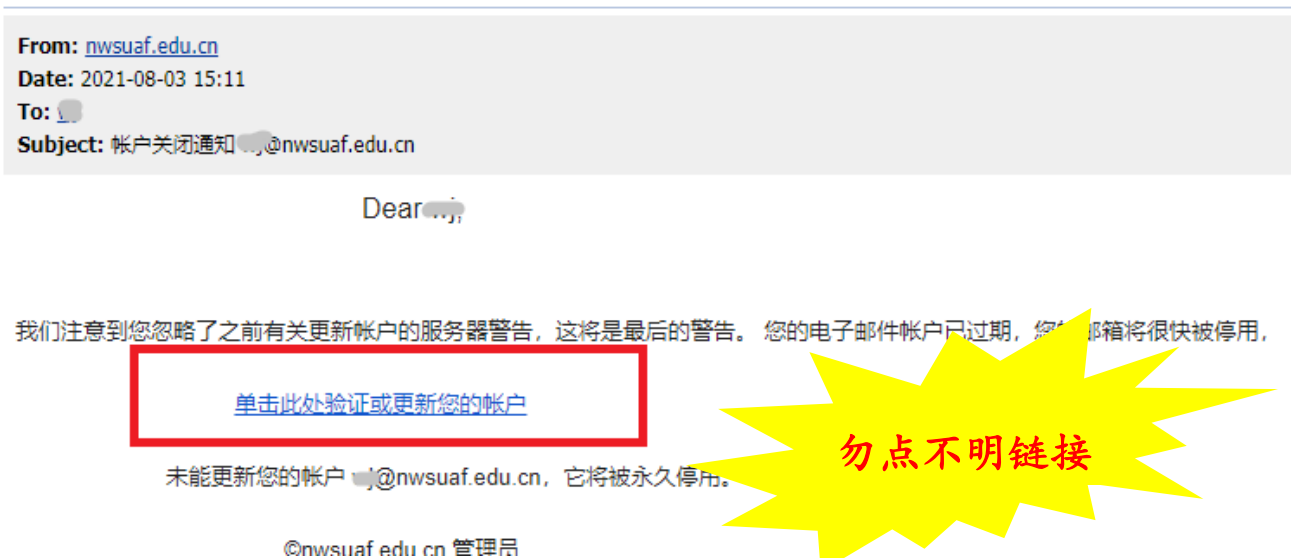 From: nwsuaf.edu.cn
Date: 2021-08-03 15:11
To:
Subject: 帐户关闭通知 @nwsuaf.edu.cn
Dear
我们注意到您忽略了之前有关更新帐户的服务器警告，这将是最后的警告。 您的电子邮件帐户已过期，您 邮箱将很快被停用，
单击此处验证或更新您的帐户
勿点不明链接
未能更新您的帐户 @nwsuaf.edu.cn，它将被永久停用。
©nwsuaf.edu.cn 管理员